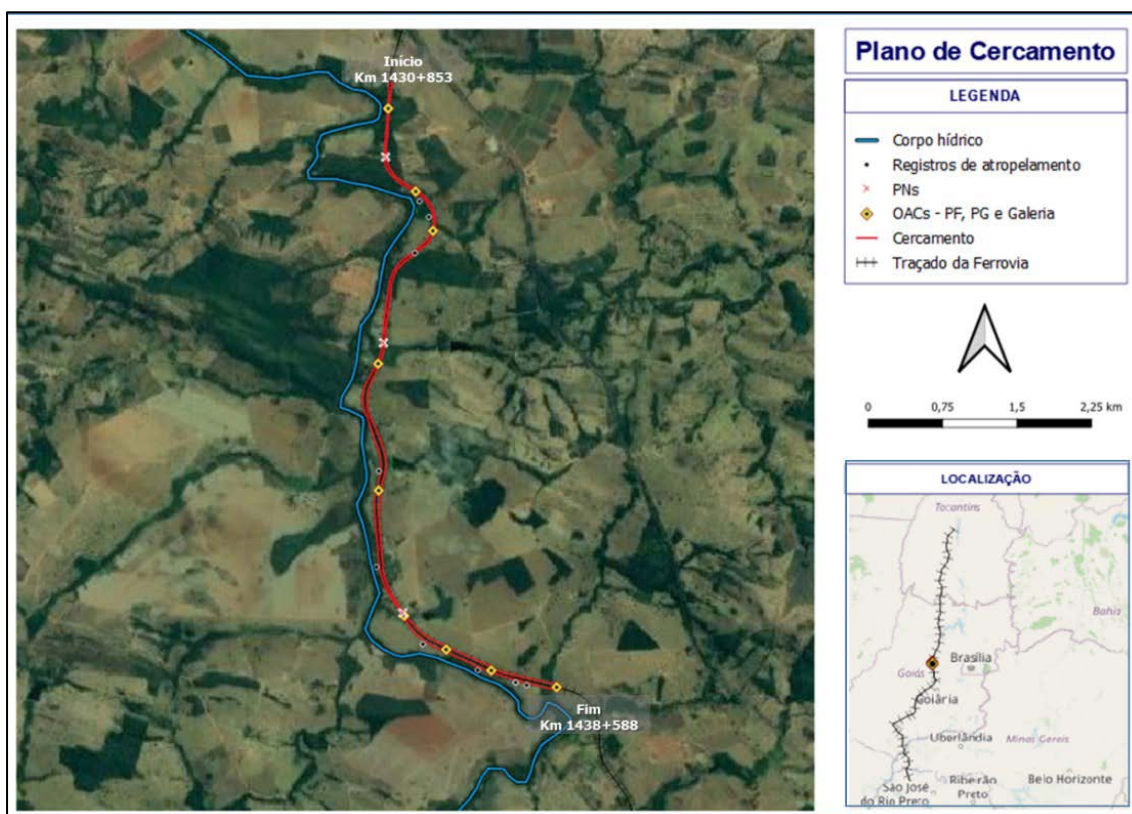 Início
Km 1430+853
Fim
Km 1438+588
Plano de Cercamento
LEGENDA
Corpo hídrico
Registros de atropelamento
PNs
OACs - PF, PG e Galeria
Cercamento
Traçado da Ferrovia
0 0,75 1,5 2,25 km
LOCALIZAÇÃO
Tocantins
Bahia
Brasília
Goiás
Goiânia
Uberlândia
Minas Gerais
São José
do Rio Preto
Ribeirão
Preto
Belo Horizonte